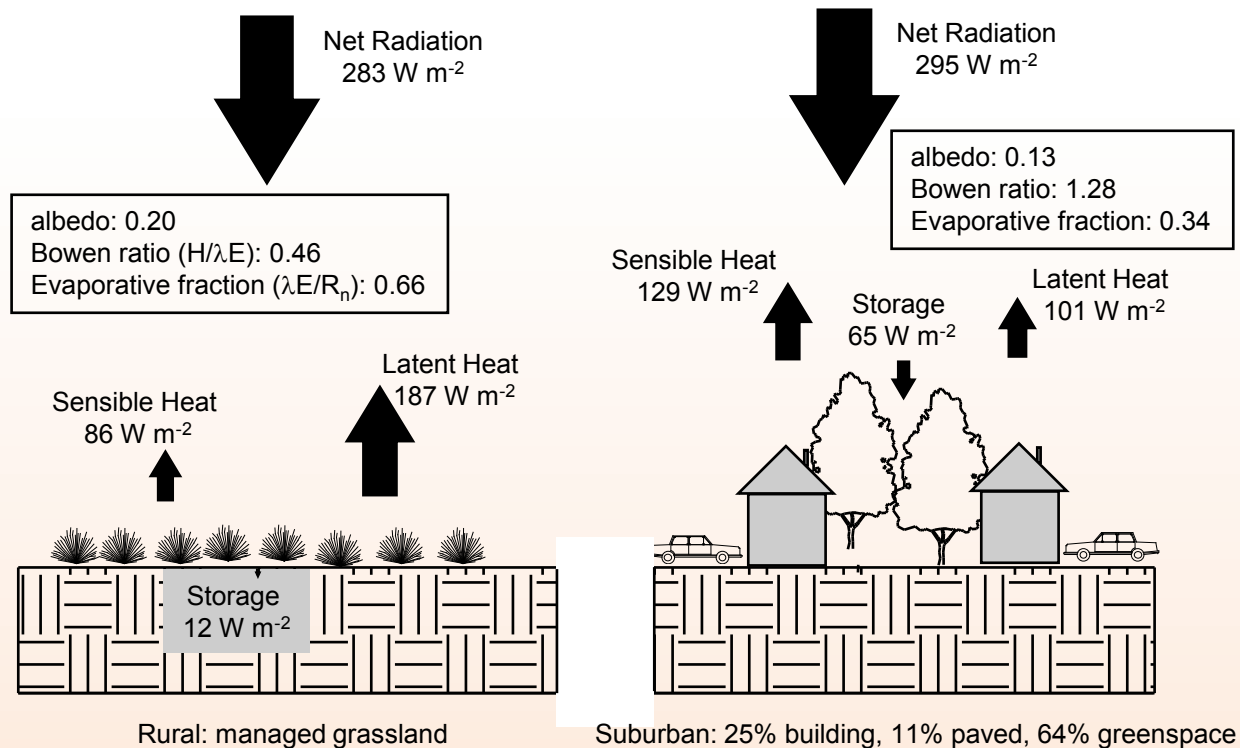 Net Radiation
283 W m-2
albedo: 0.20
Bowen ratio (H/λE): 0.46
Evaporative fraction (λE/Rn): 0.66
Sensible Heat
86 W m-2
Latent Heat
187 W m-2
Storage
12 W m-2
Rural: managed grassland
Net Radiation
295 W m-2
albedo: 0.13
Bowen ratio: 1.28
Evaporative fraction: 0.34
Sensible Heat
129 W m-2
Storage
65 W m-2
Latent Heat
101 W m-2
Suburban: 25% building, 11% paved, 64% greenspace